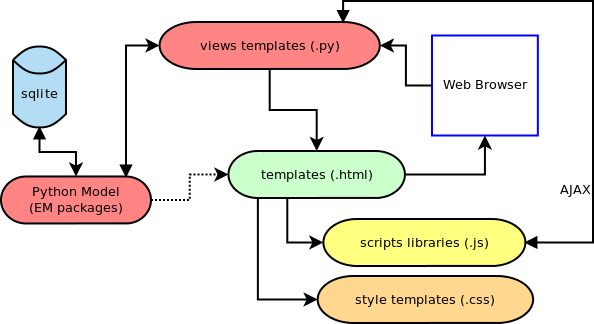 views templates (.py)
sqlite
Web Browser
templates (.html)
Python Model
(EM packages)
AJAX
scripts libraries (.js)
style templates (.css)